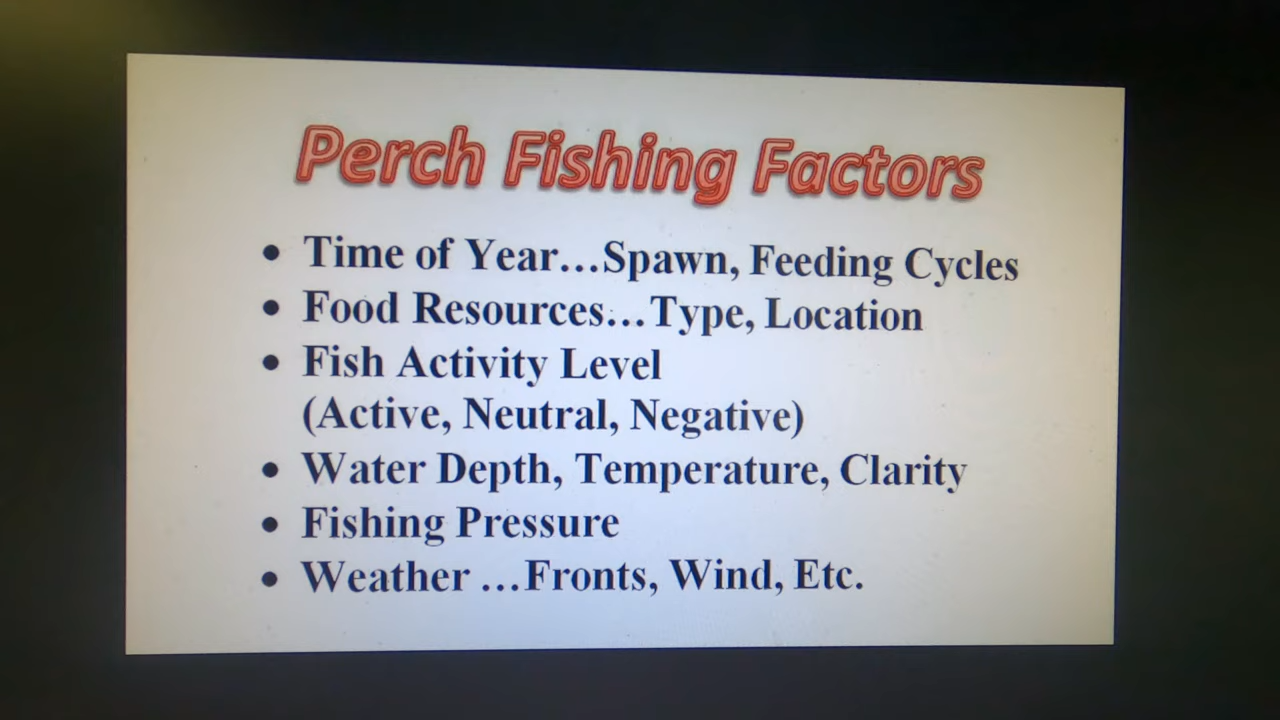 Perch Fishing Factors
• Time of Year...Spawn, Feeding Cycles
• Food Resources...Type, Location
• Fish Activity Level
(Active, Neutral, Negative)
• Water Depth, Temperature, Clarity
• Fishing Pressure
• Weather ...Fronts, Wind, Etc.